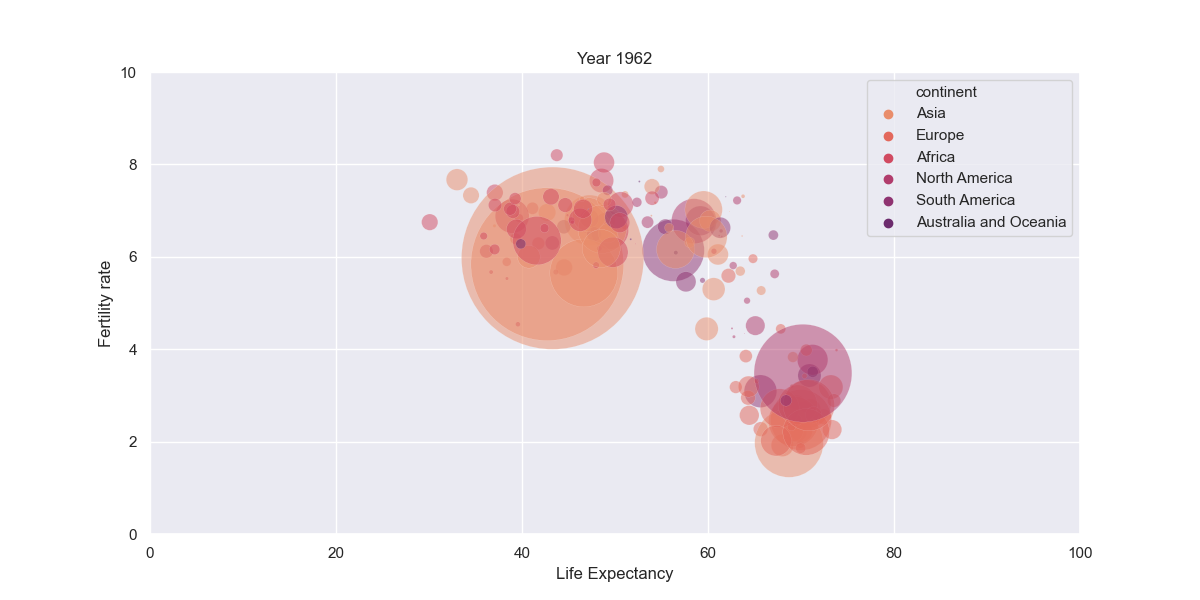 Year 1962
10
8
6
4
2
0
Fertility rate
0 20 40 60 80 100
Life Expectancy
continent
Asia
Europe
Africa
North America
South America
Australia and Oceania